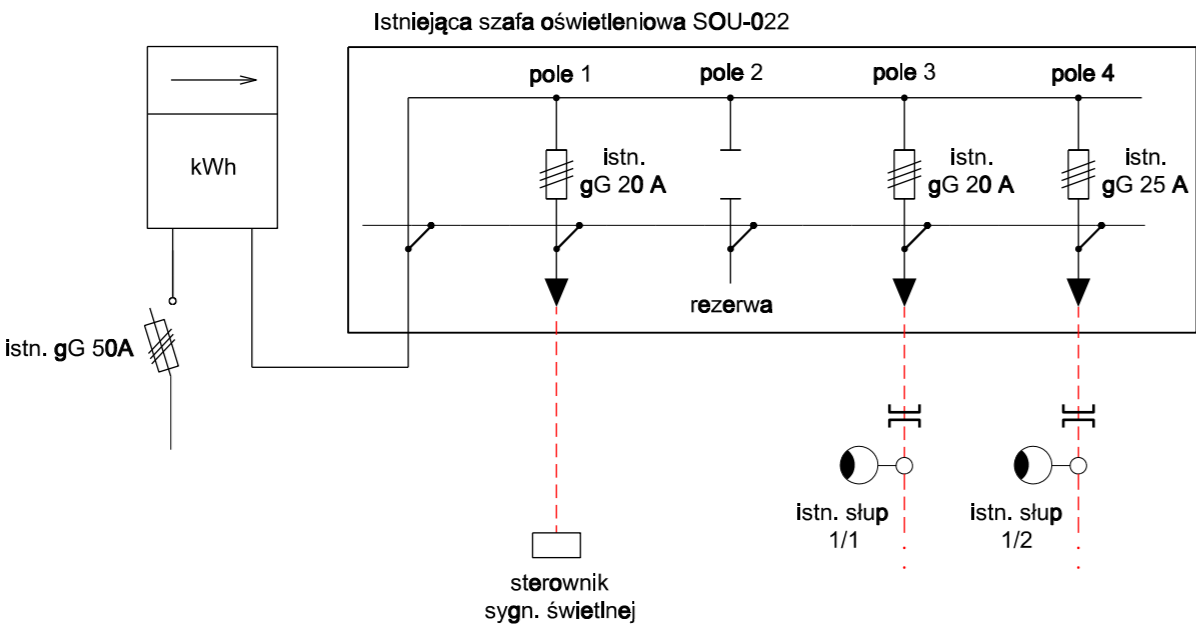 Istniejąca szafa oświetleniowa SOU-022
pole 1
pole 2
pole 3
pole 4
kWh
istn.
gG 20 A
istn.
gG 20 A
istn.
gG 25 A
rezerwa
istn. gG 50A
istn. słup
1/1
istn. słup
1/2
sterownik
sygn. świetlnej